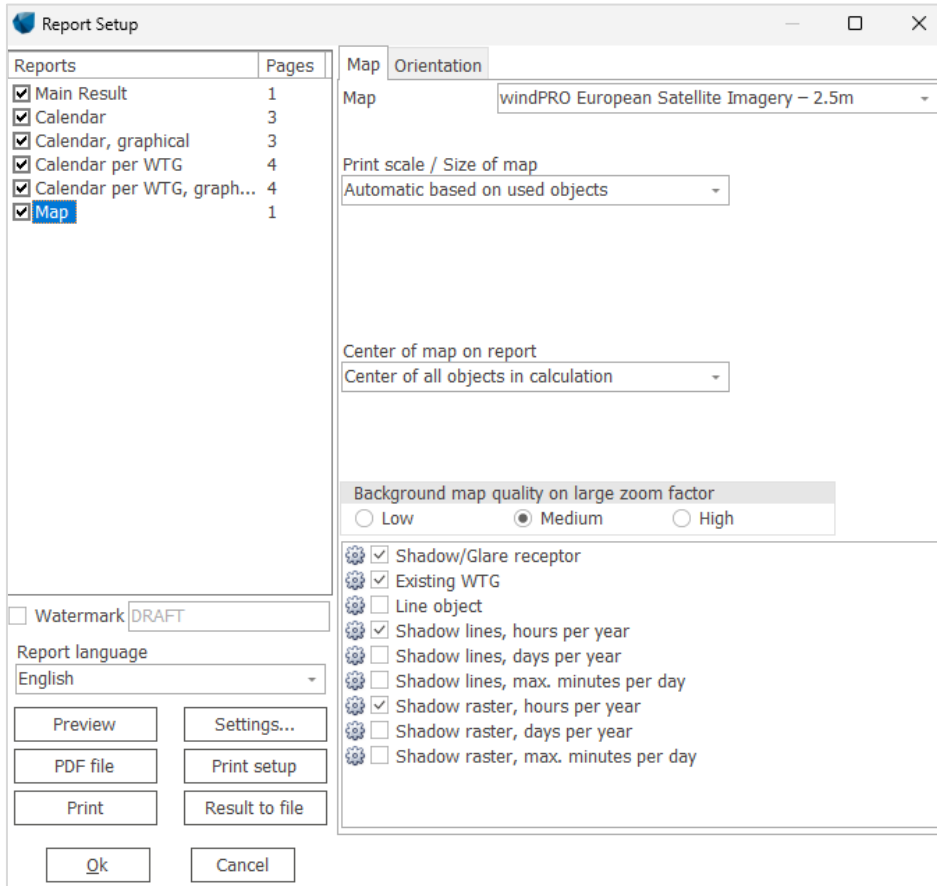 Report Setup
Reports Pages
Main Result 1
Calendar 3
Calendar, graphical 3
Calendar per WTG 4
Calendar per WTG, graph... 4
Map 1
Watermark DRAFT
Report language
English
Preview Settings...
PDF file Print setup
Print Result to file
Ok Cancel
Map Orientation
Map windPRO European Satellite Imagery – 2.5m
Print scale / Size of map
Automatic based on used objects
Center of map on report
Center of all objects in calculation
Background map quality on large zoom factor
Low Medium High
Shadow/Glare receptor
Existing WTG
Line object
Shadow lines, hours per year
Shadow lines, days per year
Shadow lines, max. minutes per day
Shadow raster, hours per year
Shadow raster, days per year
Shadow raster, max. minutes per day